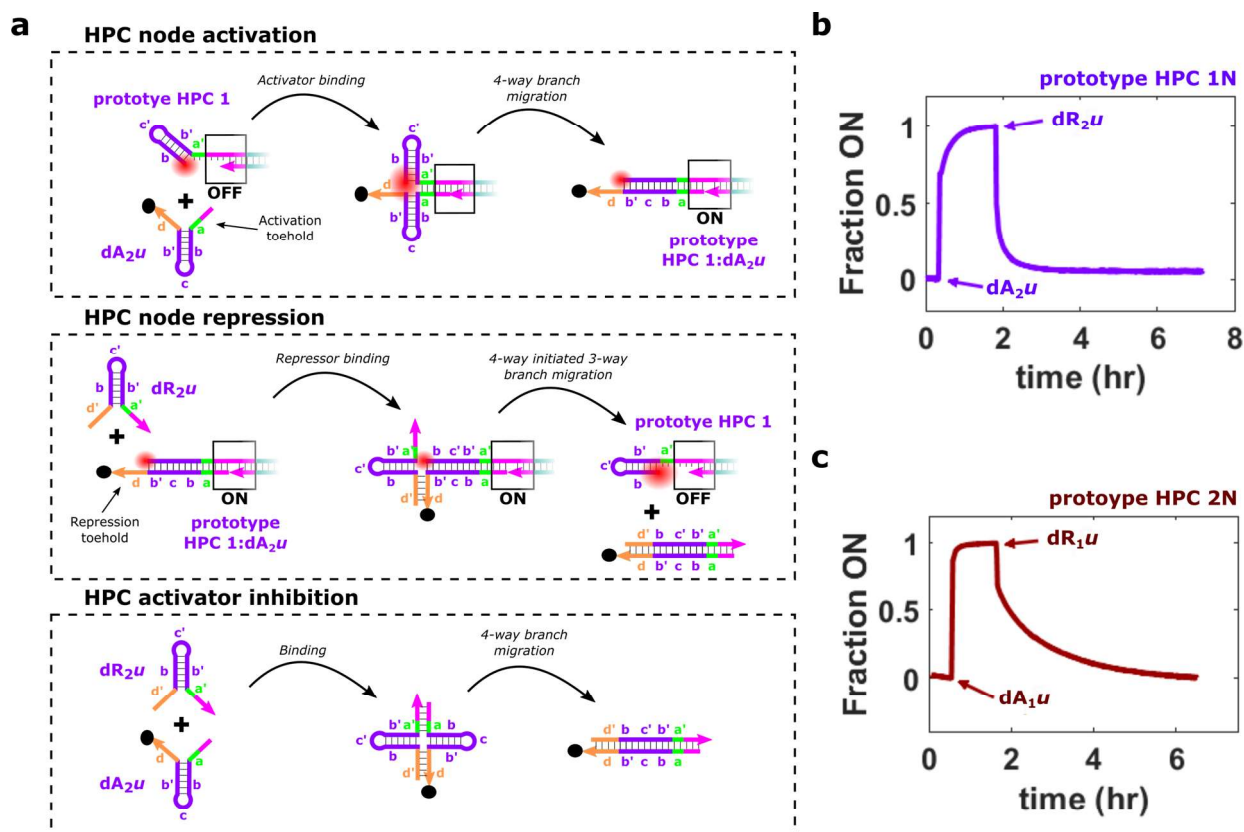 a
HPC node activation
Activator binding
4-way branch
migration
prototye HPC 1
c'
b'
a'
b
OFF
+
d
a
Activation
toehold
b' b
dA₂u
c
c'
b b'
d a'
a
b' b
c
d b' c b a
ON
prototype
HPC 1:dA₂u
HPC node repression
Repressor binding
4-way initiated 3-way
branch migration
c'
b b'
dR₂u
d' a'
+
d b' c b a
ON
Repression
toehold
prototype
HPC 1:dA₂u
b' a' b c' b' a'
c'
b b' c b a
d' d
ON
prototye HPC 1
b' a'
c'
b OFF
+
d' b c' b' a'
d b' c b a
HPC activator inhibition
Binding
4-way branch
migration
c'
dR₂u
b b'
d' a'
+
d a
dA₂u
b' b
c
b' a' a b
c' c
b b'
d' d
d' b c' b' a'
d b' c b a
b
prototype HPC 1N
Fraction ON
1
0.5
0
dR₂u
dA₂u
0 2 4 6 8
time (hr)
c
protoype HPC 2N
Fraction ON
1
0.5
0
dR₁u
dA₁u
0 2 4 6
time (hr)